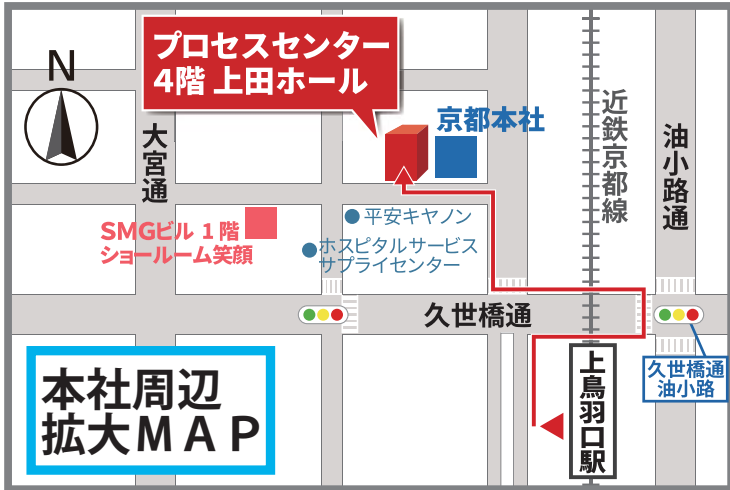 プロセスセンター
4階 上田ホール
N
京都本社
大宮通
近鉄京都線
油小路通
SMGビル 1階
ショールーム笑顔
平安キヤノン
ホスピタルサービス
サプライセンター
久世橋通
久世橋通
油小路
上鳥羽口駅
本社周辺
拡大MAP